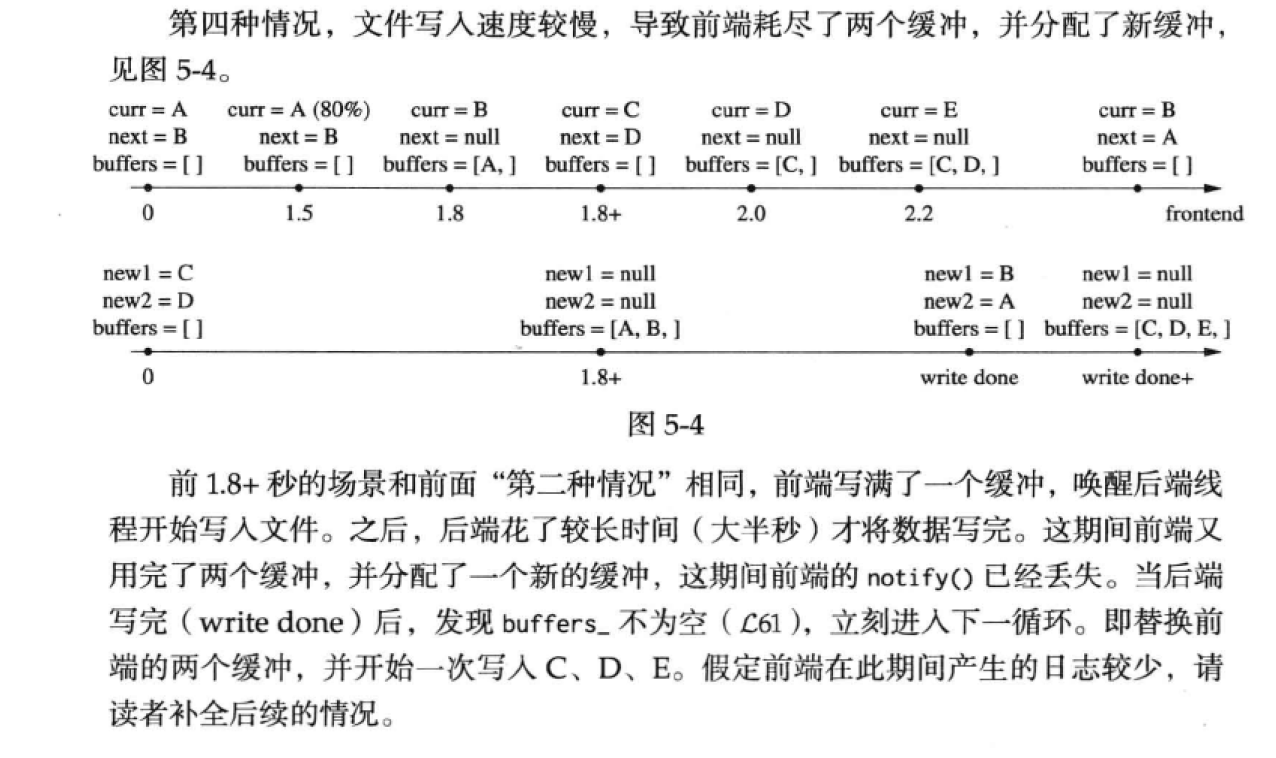 第四种情况，文件写入速度较慢，导致前端耗尽了两个缓冲，并分配了新缓冲，
见图 5-4。
curr = A curr = A (80%) curr = B curr = C curr = D curr = E curr = B
next = B next = B next = null next = D next = null next = null next = A
buffers = [ ] buffers = [ ] buffers = [A, ] buffers = [ ] buffers = [C, ] buffers = [C, D, ] buffers = [ ]
0 1.5 1.8 1.8+ 2.0 2.2 frontend
new1 = C new1 = null new1 = B new1 = null
new2 = D new2 = null new2 = A new2 = null
buffers = [ ] buffers = [A, B, ] buffers = [ ] buffers = [C, D, E, ]
0 1.8+ write done write done+
图 5-4
前 1.8+ 秒的场景和前面“第二种情况”相同，前端写满了一个缓冲，唤醒后端线
程开始写入文件。之后，后端花了较长时间（大半秒）才将数据写完。这期间前端又
用完了两个缓冲，并分配了一个新的缓冲，这期间前端的 notify() 已经丢失。当后端
写完（write done）后，发现 buffers_ 不为空（ℒ61），立刻进入下一循环。即替换前
端的两个缓冲，并开始一次写入 C、D、E。假定前端在此期间产生的日志较少，请
读者补全后续的情况。